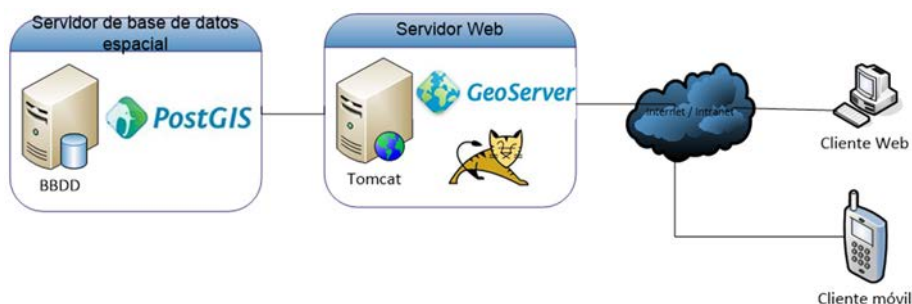 Servidor de base de datos
espacial
BBDD
PostGIS
Servidor Web
Tomcat
GeoServer
Internet / Intranet
Cliente Web
Cliente móvil